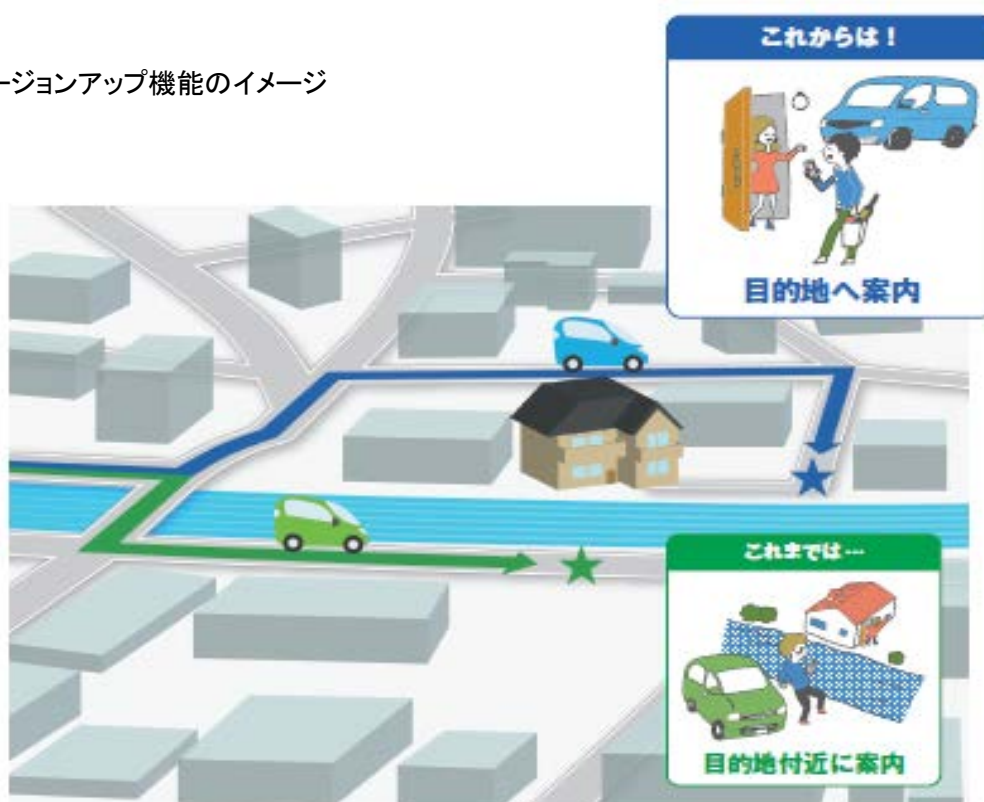 ージョンアップ機能のイメージ
これからは！
目的地へ案内
これまでは…
目的地付近に案内